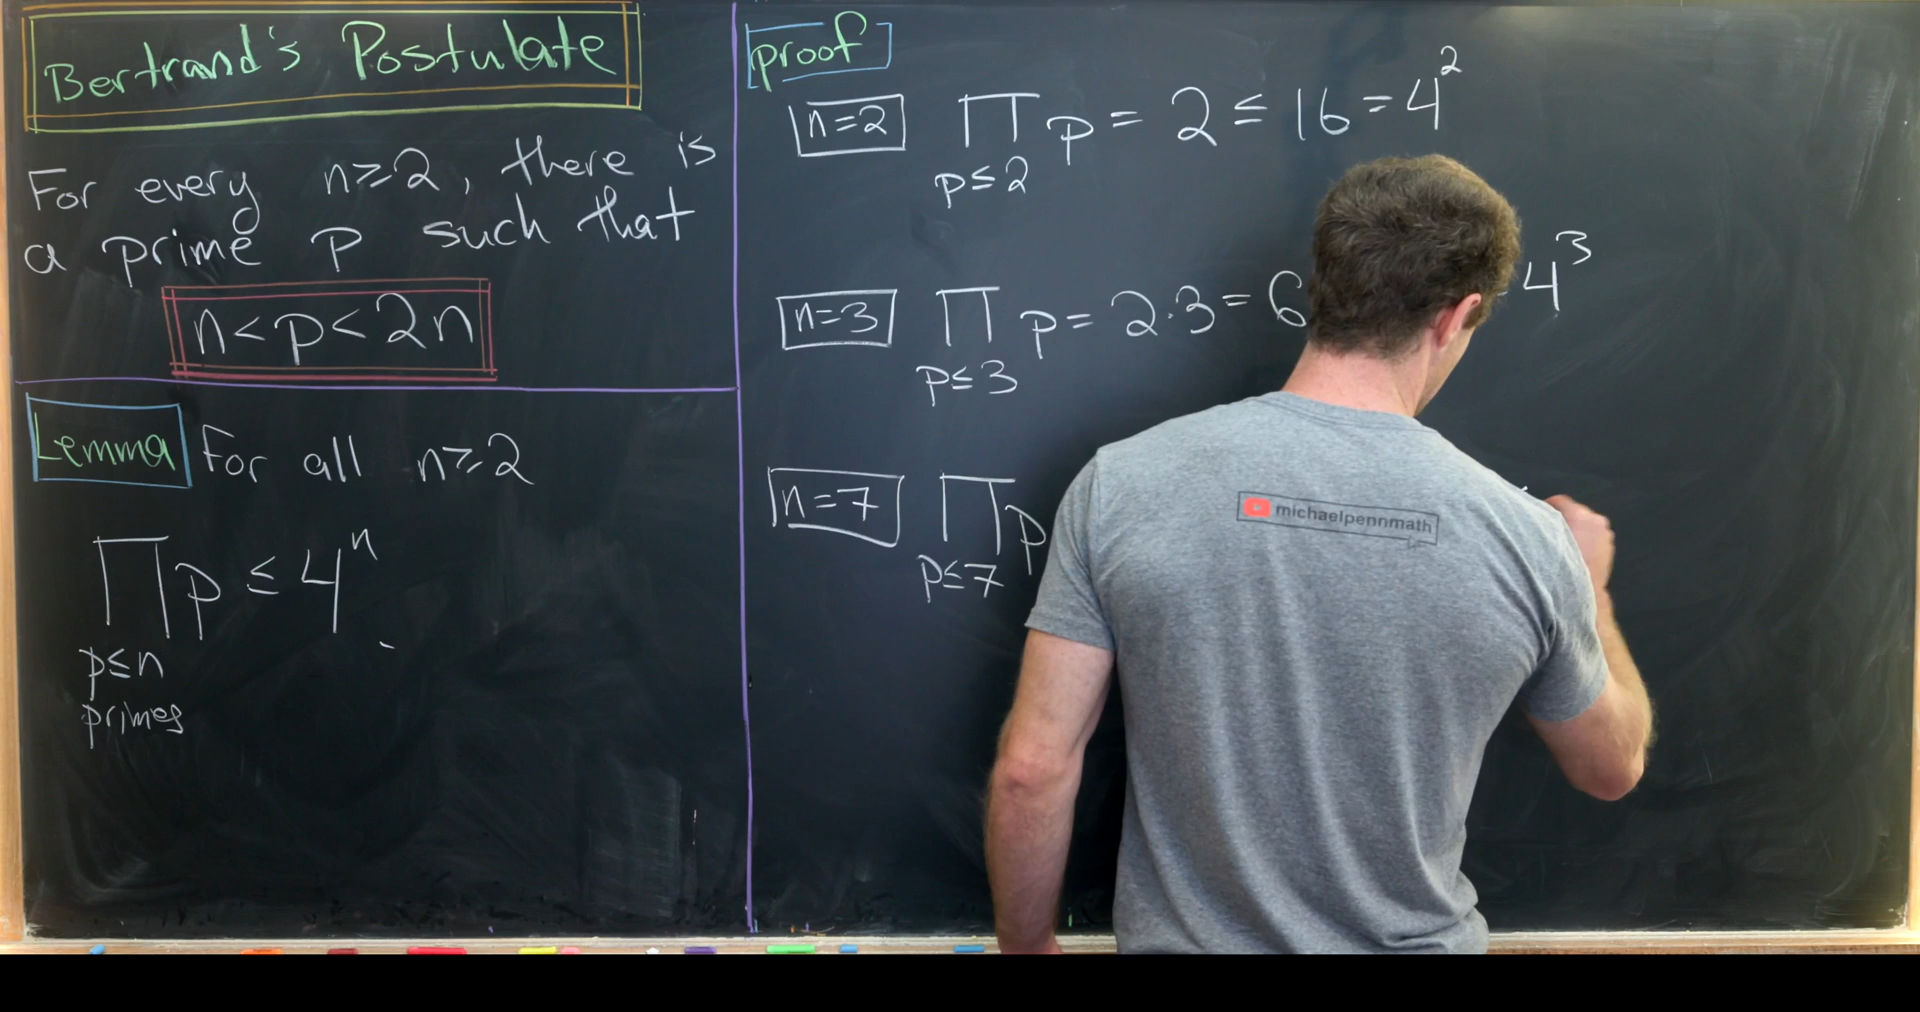 Bertrand's Postulate
For every n≥2, there is
a prime p such that
n<p<2n
Lemma For all n≥2
∏ p ≤ 4^n
p≤n
primes
proof
n=2 ∏ p = 2 ≤ 16 = 4^2
p≤2
n=3 ∏ p = 2·3 = 6 4^3
p≤3
n=7 ∏ p
p≤7
michaelpennmath